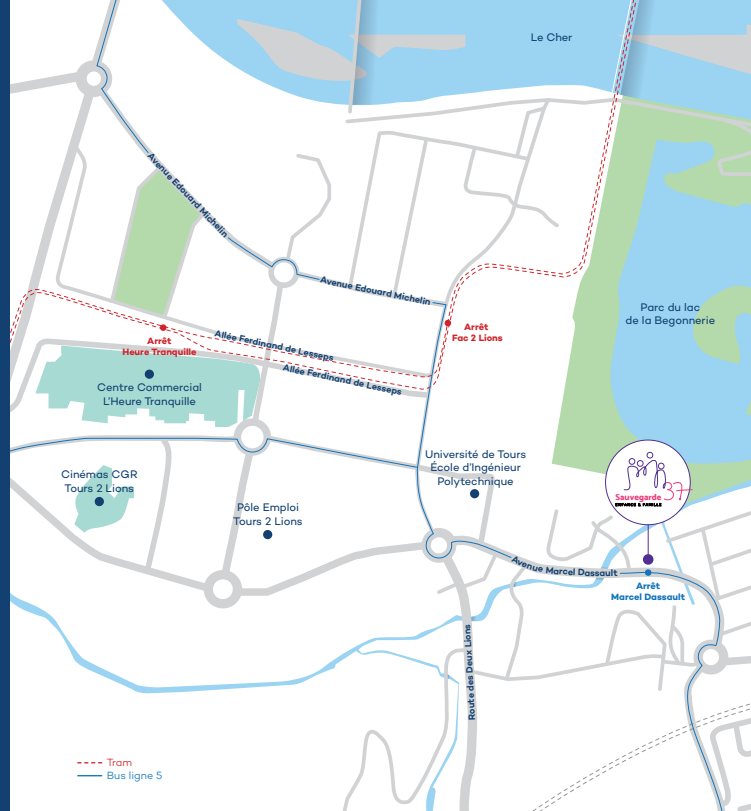 Le Cher
Avenue Edouard Michelin
Avenue Edouard Michelin
Parc du lac
de la Begonnerie
Arrêt
Fac 2 Lions
Arrêt
Heure Tranquille
Allée Ferdinand de Lesseps
Allée Ferdinand de Lesseps
Centre Commercial
L'Heure Tranquille
Université de Tours
École d'Ingénieur
Polytechnique
Cinémas CGR
Tours 2 Lions
Sauvegarde 37
ENFANCE & FAMILLE
Pôle Emploi
Tours 2 Lions
Avenue Marcel Dassault
Arrêt
Marcel Dassault
Route des Deux Lions
Tram
Bus ligne 5